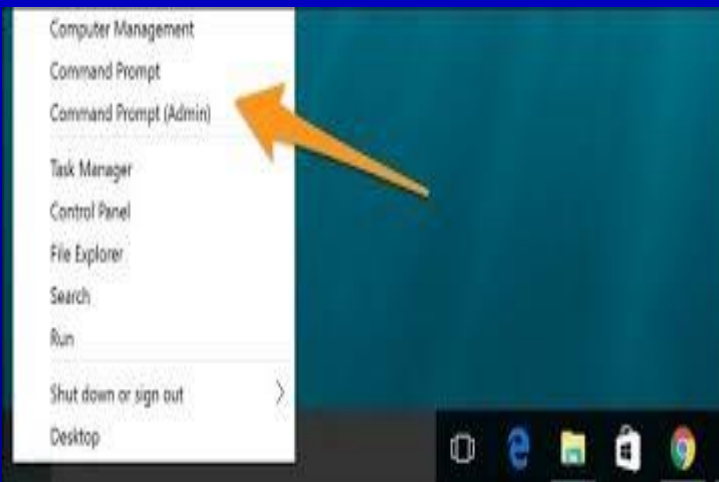 Computer Management
Command Prompt
Command Prompt (Admin)
Task Manager
Control Panel
File Explorer
Search
Run
Shut down or sign out
Desktop